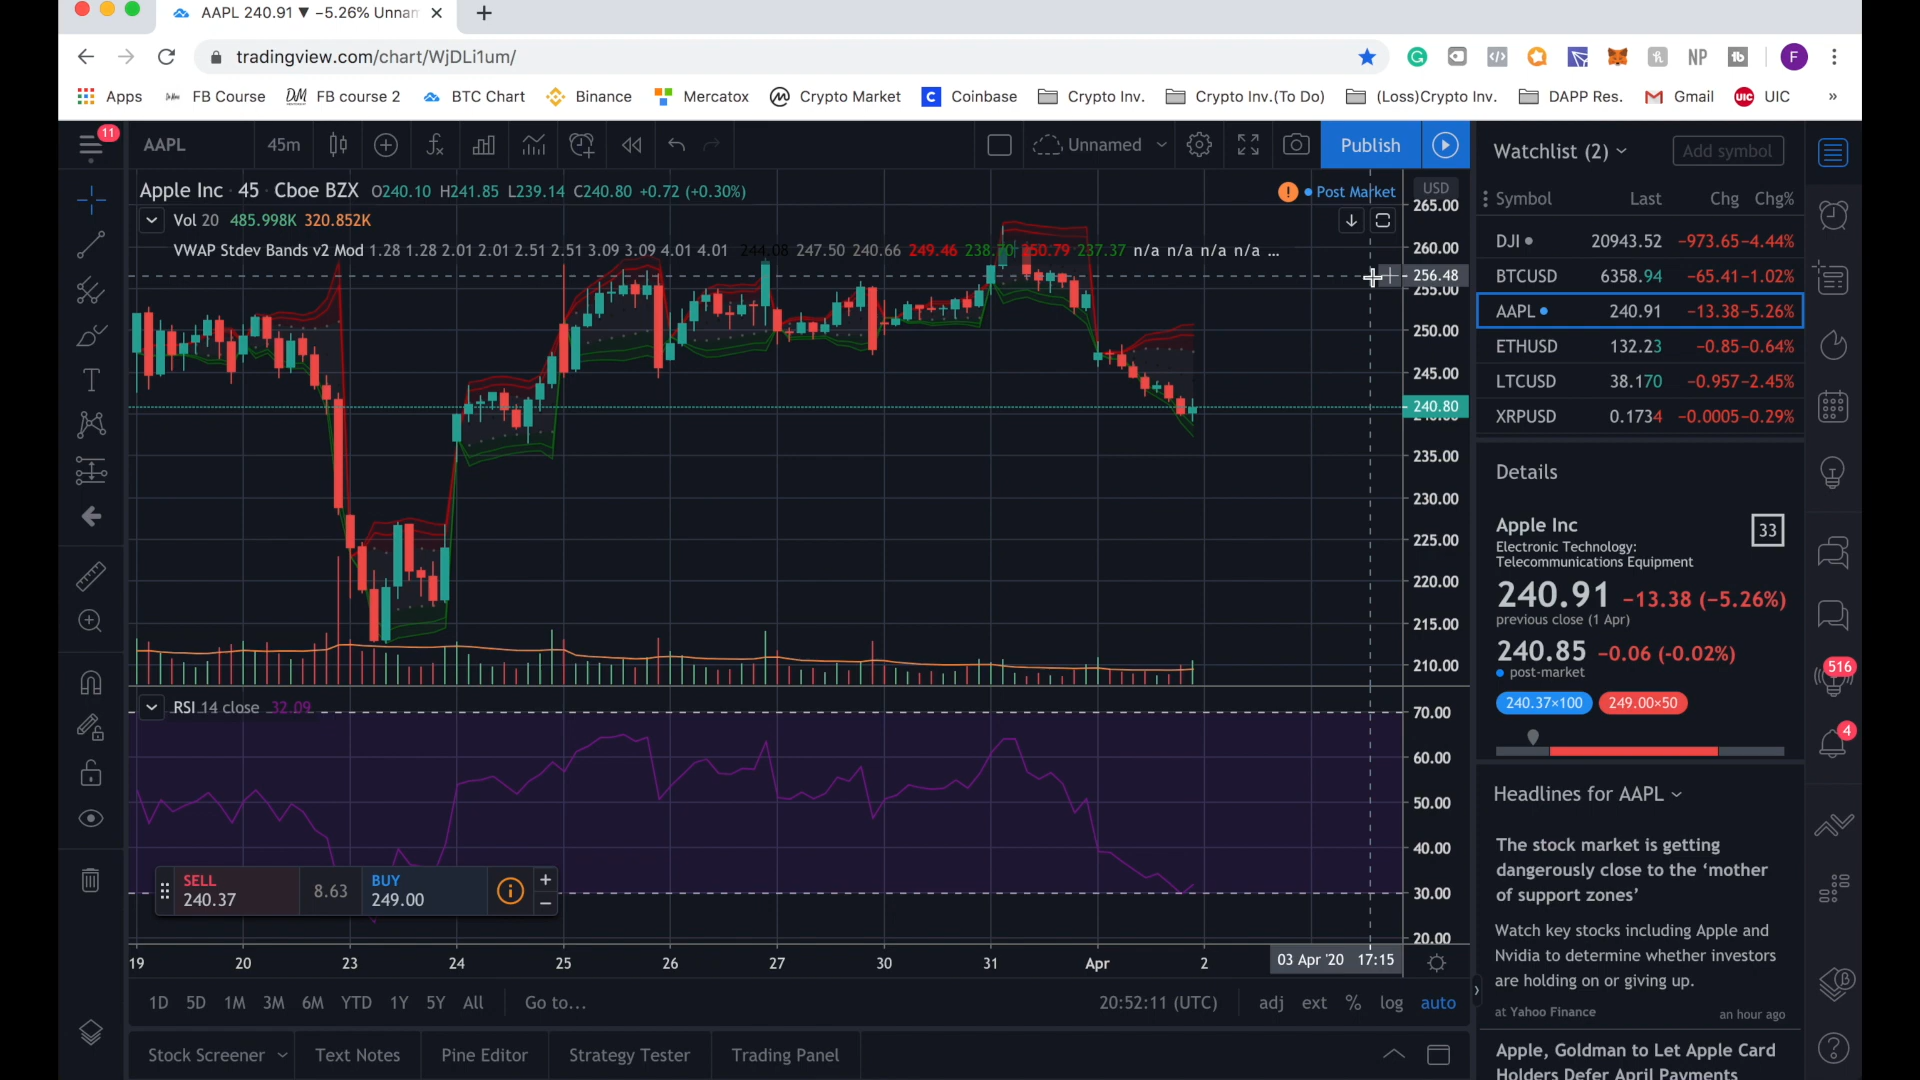 AAPL 240.91 ▼ −5.26% Unnam
tradingview.com/chart/WjDLi1um/
NP
F
Apps
FB Course
DM FB course 2
BTC Chart
Binance
Mercatox
Crypto Market
C Coinbase
Crypto Inv.
Crypto Inv.(To Do)
(Loss)Crypto Inv.
DAPP Res.
Gmail
UIC UIC
»
11
AAPL
45m
Unnamed
Publish
Watchlist (2)
Add symbol
Apple Inc · 45 · Cboe BZX O240.10 H241.85 L239.14 C240.80 +0.72 (+0.30%)
Post Market
USD
Vol 20 485.998K 320.852K
VWAP Stdev Bands v2 Mod 1.28 1.28 2.01 2.01 2.51 2.51 3.09 3.09 4.01 4.01 244.08 247.50 240.66 249.46 238.70 250.79 237.37 n/a n/a n/a n/a ...
265.00
260.00
256.48
255.00
250.00
245.00
240.80
235.00
230.00
225.00
220.00
215.00
210.00
Symbol Last Chg Chg%
DJI 20943.52 −973.65 −4.44%
BTCUSD 6358.94 −65.41 −1.02%
AAPL 240.91 −13.38 −5.26%
ETHUSD 132.23 −0.85 −0.64%
LTCUSD 38.170 −0.957 −2.45%
XRPUSD 0.1734 −0.0005 −0.29%
Details
Apple Inc
33
Electronic Technology:
Telecommunications Equipment
240.91 −13.38 (−5.26%)
previous close (1 Apr)
240.85 −0.06 (−0.02%)
post-market
240.37×100 249.00×50
516
4
RSI 14 close 32.09
70.00
60.00
50.00
40.00
30.00
20.00
SELL
240.37
8.63
BUY
249.00
+
−
Headlines for AAPL
The stock market is getting
dangerously close to the ‘mother
of support zones’
Watch key stocks including Apple and
Nvidia to determine whether investors
are holding on or giving up.
at Yahoo Finance
an hour ago
Apple, Goldman to Let Apple Card
Holders Defer April Payments
19 20 23 24 25 26 27 30 31 Apr 2
03 Apr '20 17:15
1D 5D 1M 3M 6M YTD 1Y 5Y All
Go to...
20:52:11 (UTC)
adj ext % log auto
Stock Screener
Text Notes
Pine Editor
Strategy Tester
Trading Panel